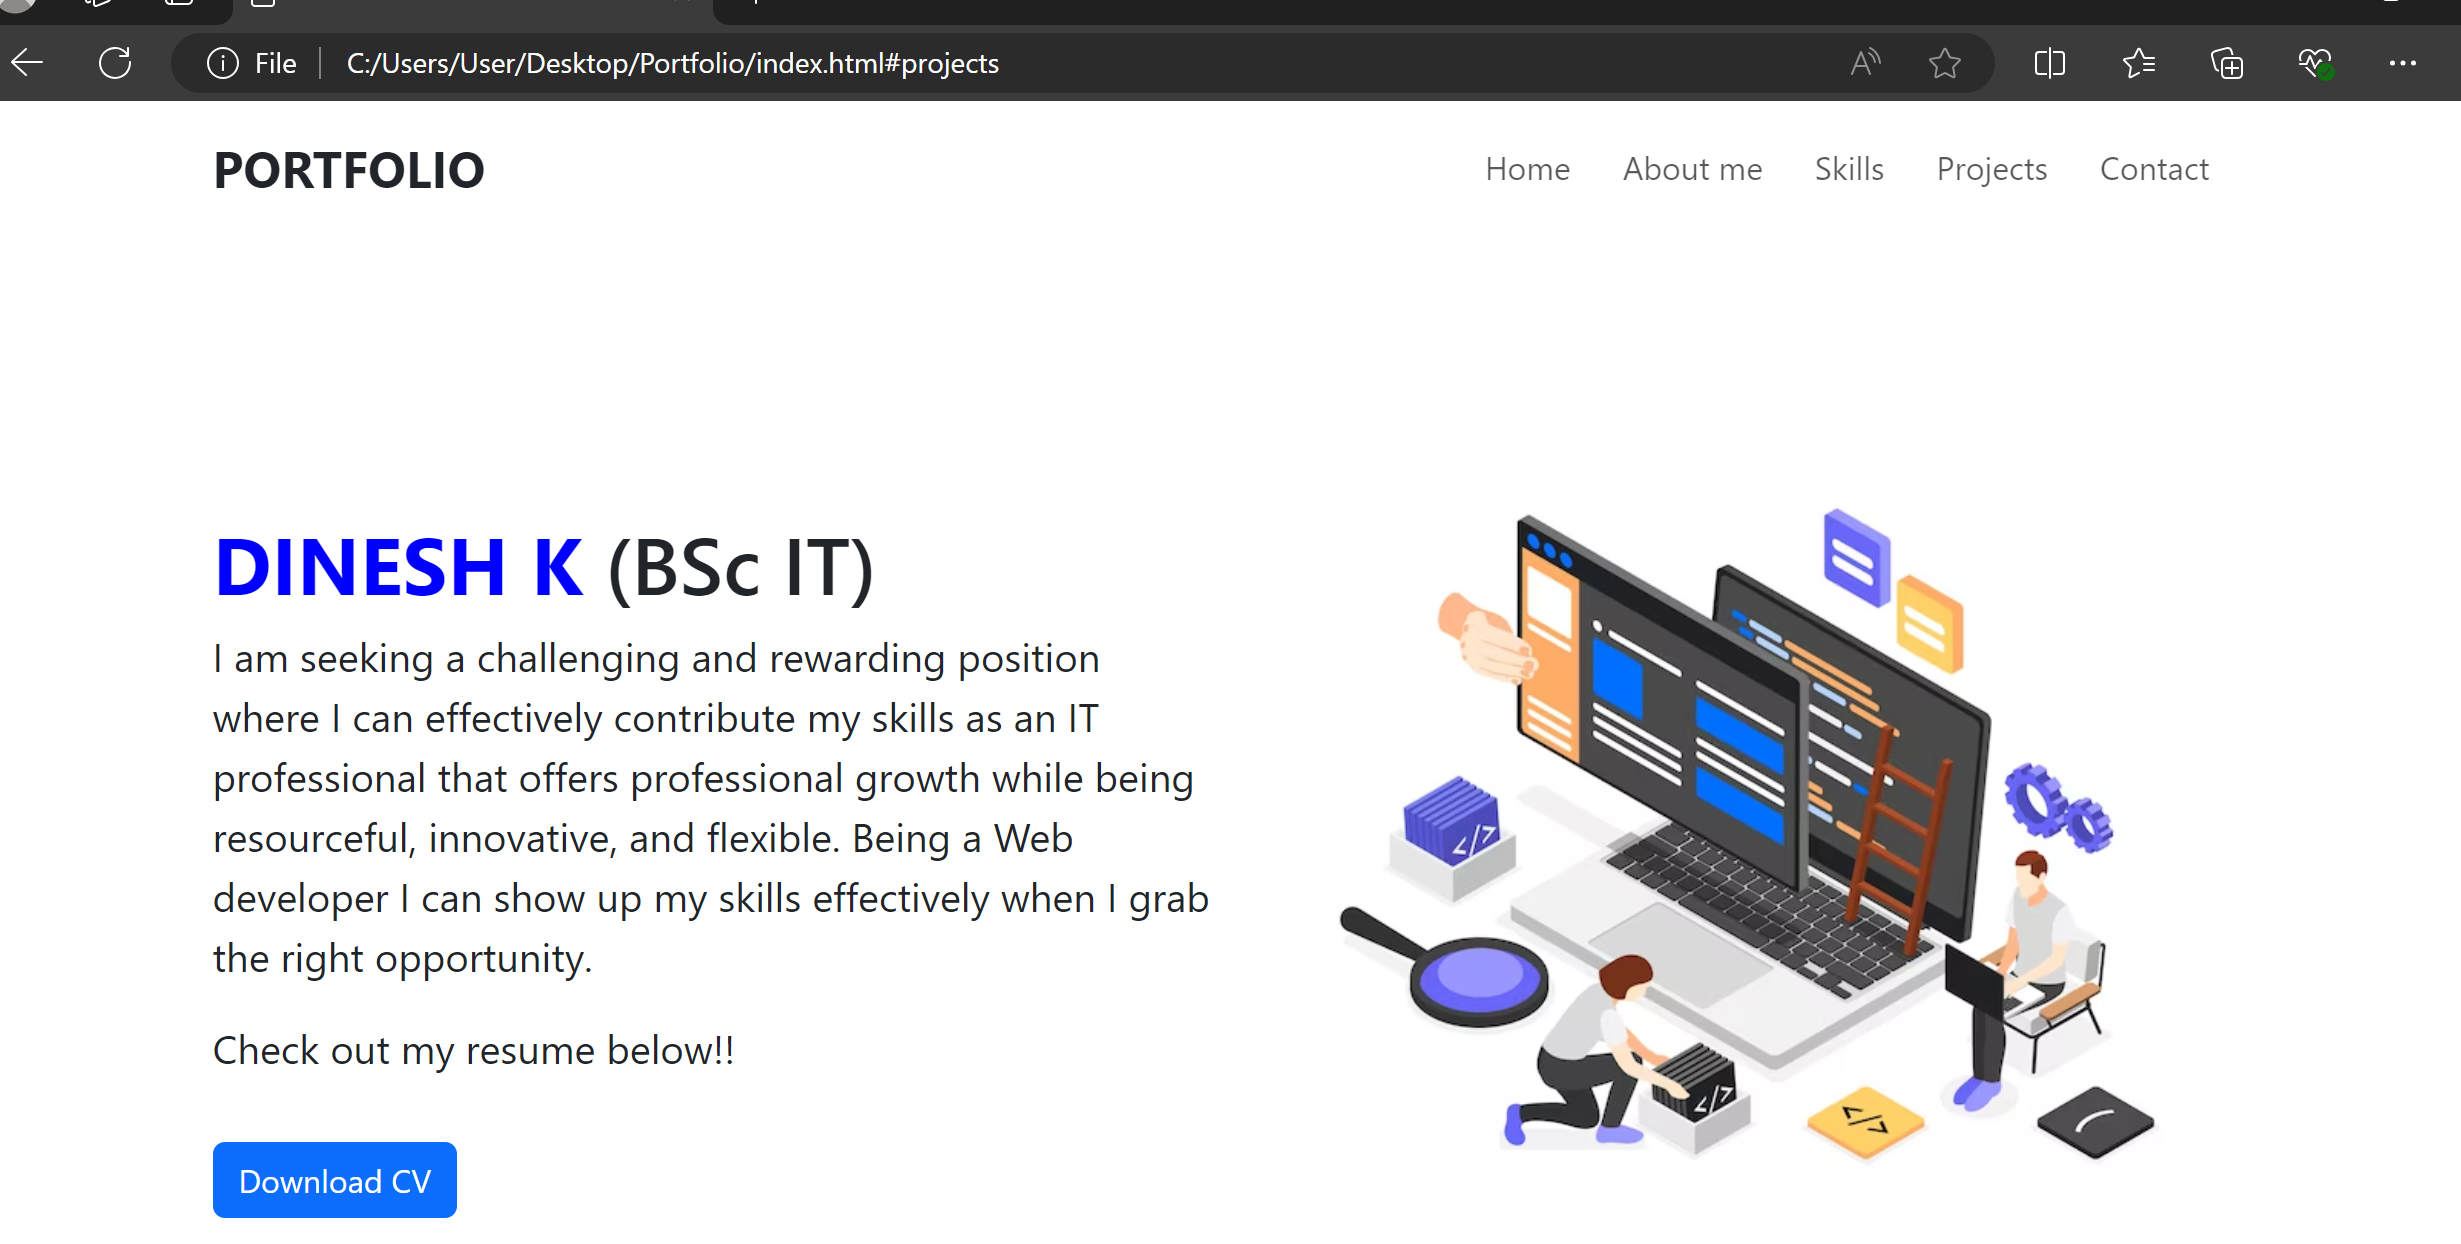 File C:/Users/User/Desktop/Portfolio/index.html#projects
PORTFOLIO Home About me Skills Projects Contact
DINESH K (BSc IT)
I am seeking a challenging and rewarding position
where I can effectively contribute my skills as an IT
professional that offers professional growth while being
resourceful, innovative, and flexible. Being a Web
developer I can show up my skills effectively when I grab
the right opportunity.
Check out my resume below!!
Download CV